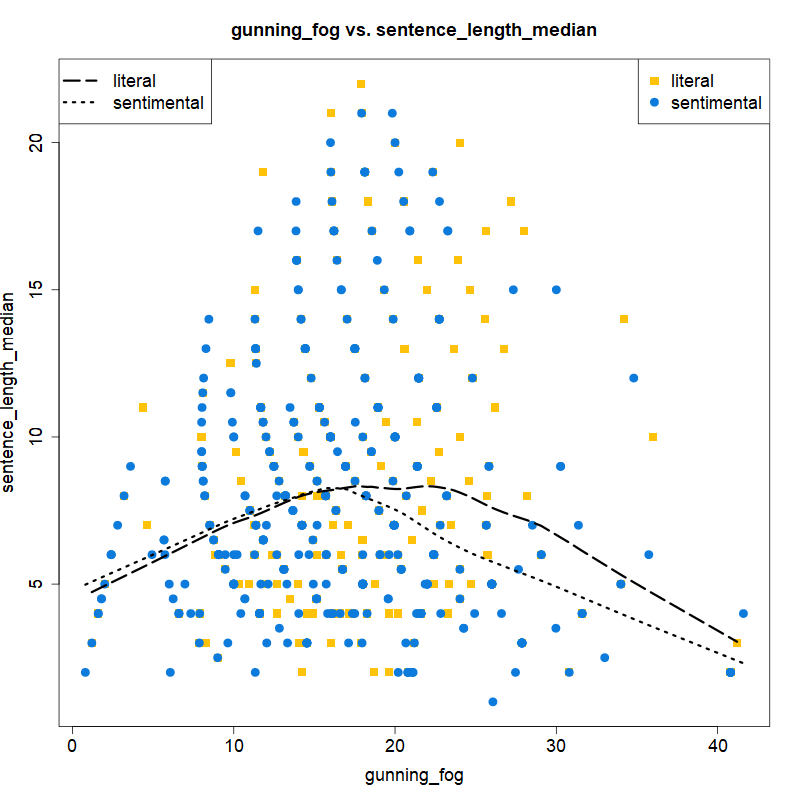 gunning_fog vs. sentence_length_median
literal
sentimental
literal
sentimental
sentence_length_median
20
15
10
5
0
10
20
30
40
gunning_fog